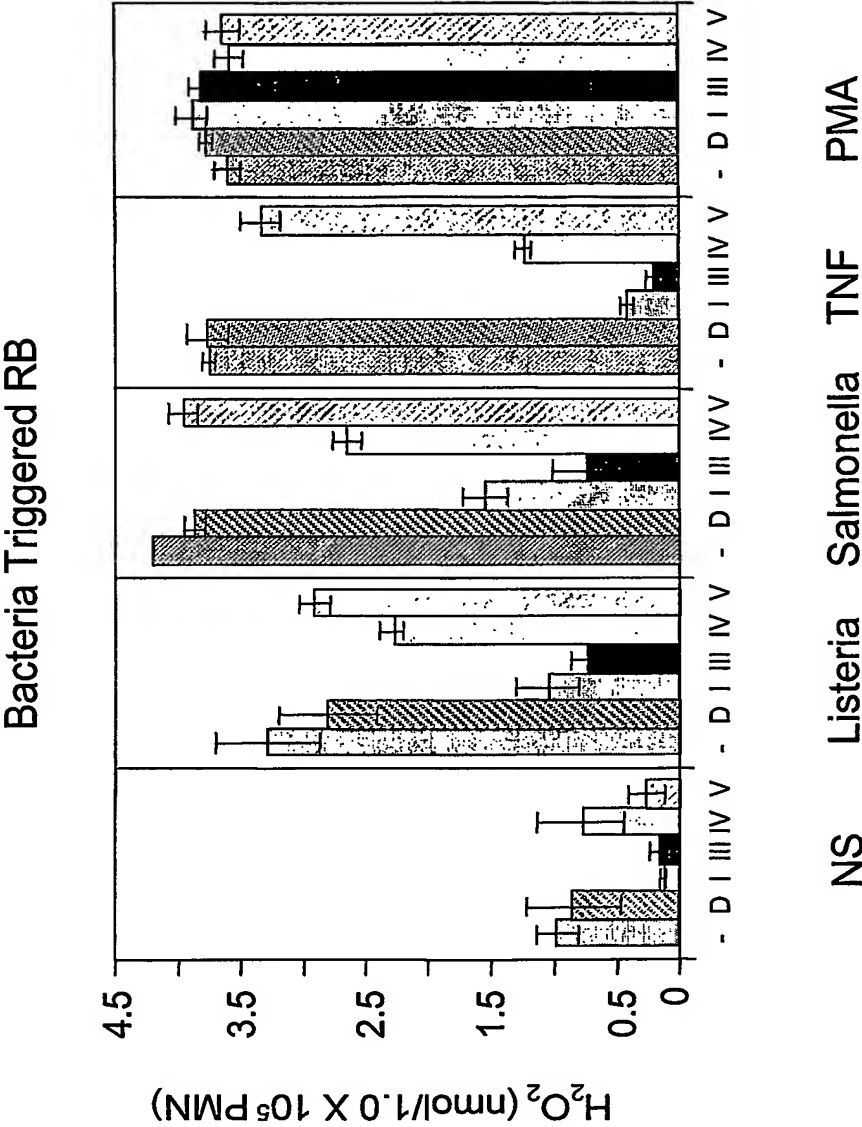 Bacteria Triggered RB
H₂O₂ (nmol/1.0 X 10⁵ PMN)
4.5
3.5
2.5
1.5
0.5
0
- D I III IV V
- D I III IV V
- D I III IV V
- D I III IV V
- D I III IV V
NS Listeria Salmonella TNF PMA